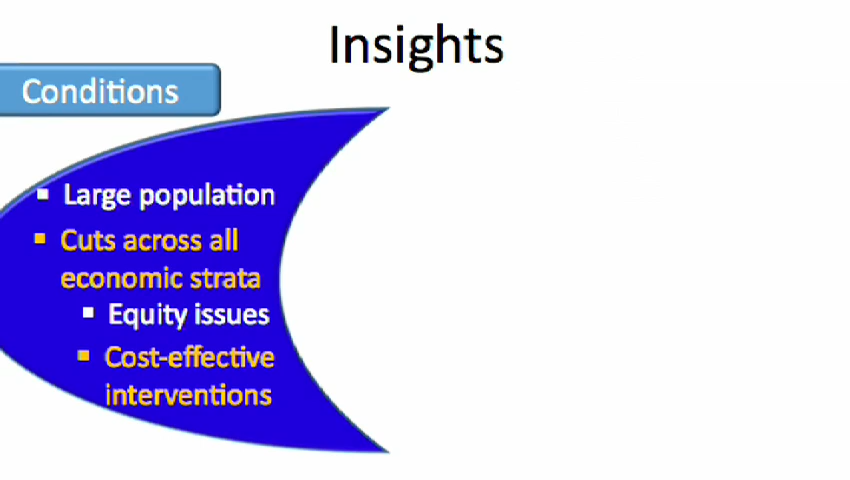 Insights
Conditions
▪ Large population
▪ Cuts across all
economic strata
▪ Equity issues
▪ Cost-effective
interventions